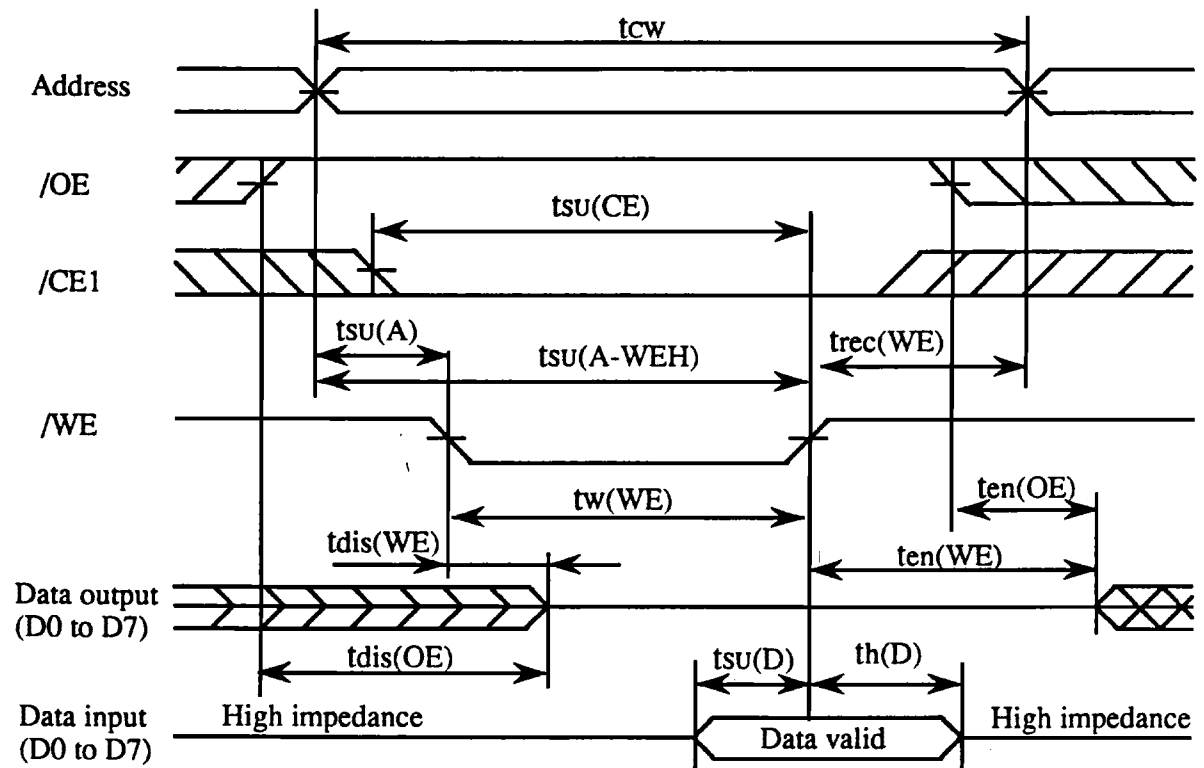 tcw
Address
/OE
tsu(CE)
/CE1
tsu(A)
tsu(A-WEH)
trec(WE)
/WE
tw(WE)
ten(OE)
tdis(WE)
ten(WE)
Data output
(D0 to D7)
tdis(OE)
tsu(D)
th(D)
Data input
(D0 to D7)
High impedance
Data valid
High impedance